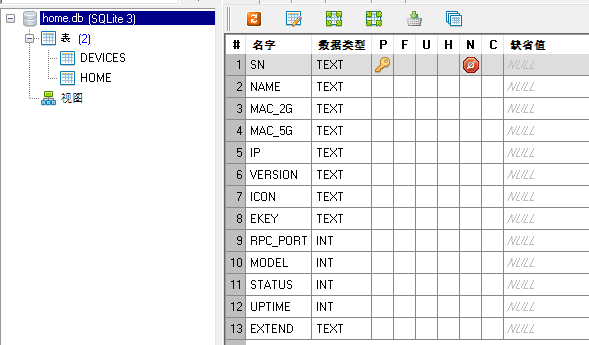 home.db (SQLite 3)
表 (2)
DEVICES
HOME
视图
# 名字 数据类型 P F U H N C 缺省值
1 SN TEXT NULL
2 NAME TEXT NULL
3 MAC_2G TEXT NULL
4 MAC_5G TEXT NULL
5 IP TEXT NULL
6 VERSION TEXT NULL
7 ICON TEXT NULL
8 EKEY TEXT NULL
9 RPC_PORT INT NULL
10 MODEL INT NULL
11 STATUS INT NULL
12 UPTIME INT NULL
13 EXTEND TEXT NULL